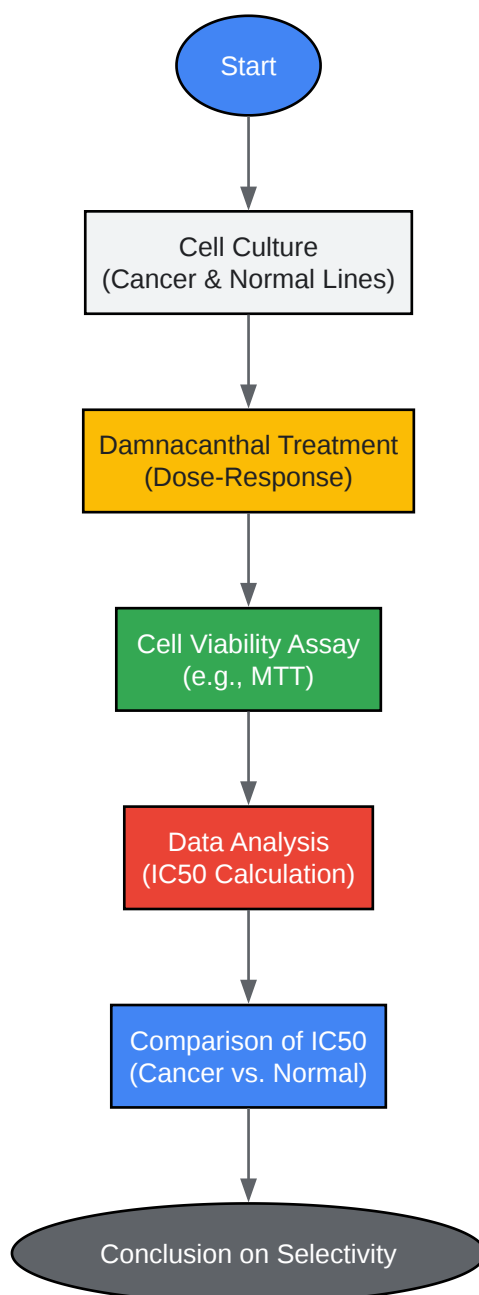 Start
Cell Culture
(Cancer & Normal Lines)
Damnacanthal Treatment
(Dose-Response)
Cell Viability Assay
(e.g., MTT)
Data Analysis
(IC50 Calculation)
Comparison of IC50
(Cancer vs. Normal)
Conclusion on Selectivity